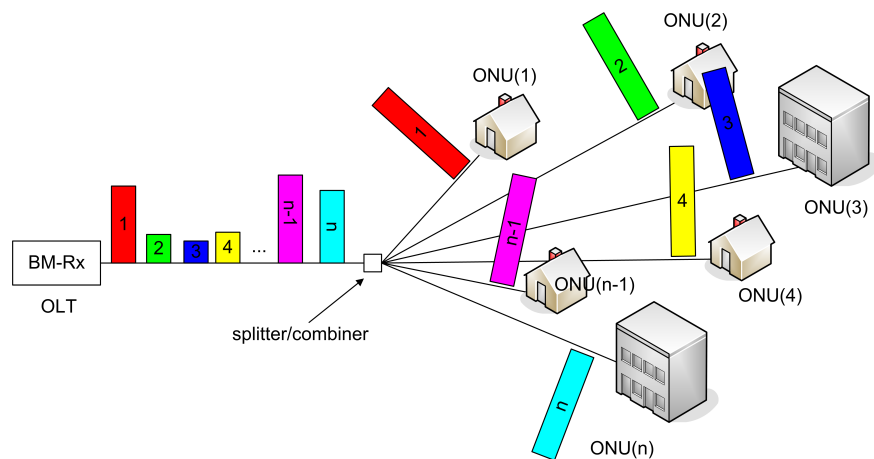 ONU(2)
ONU(1)
2
1
3
n-1
n
4
ONU(3)
1
2
3
4
...
n-1
BM-Rx
OLT
ONU(n-1)
ONU(4)
splitter/combiner
n
ONU(n)